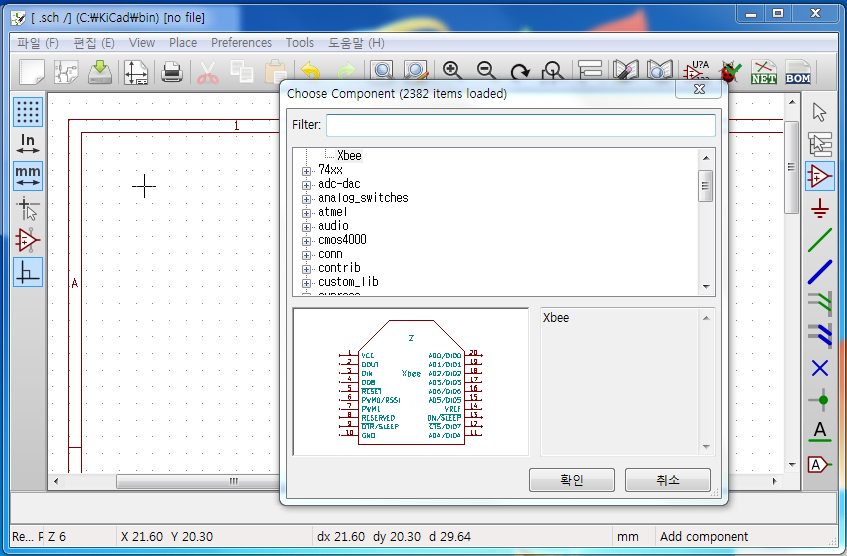 [ .sch /] (C:₩KiCad₩bin) [no file]
파일 (F) 편집 (E) View Place Preferences Tools 도움말 (H)
U?A
NET BOM
Choose Component (2382 items loaded)
Filter:
Xbee
74xx
adc-dac
analog_switches
atmel
audio
cmos4000
conn
contrib
custom_lib
cypress
In
mm
1
A
Z
Xbee
1 VCC AD0/DIO0 20
2 DOUT AD1/DIO1 19
3 DIN AD2/DIO2 18
4 DO8 AD3/DIO3 17
5 RESET AD6/DIO6 16
6 PWM0/RSSI AD5/DIO5 15
7 PWM1 VREF 14
8 RESERVED ON/SLEEP 13
9 DTR/SLEEP CTS/DIO7 12
10 GND AD4/DIO4 11
Xbee
A
A
확인 취소
Re... F Z 6 X 21.60 Y 20.30 dx 21.60 dy 20.30 d 29.64 mm Add component